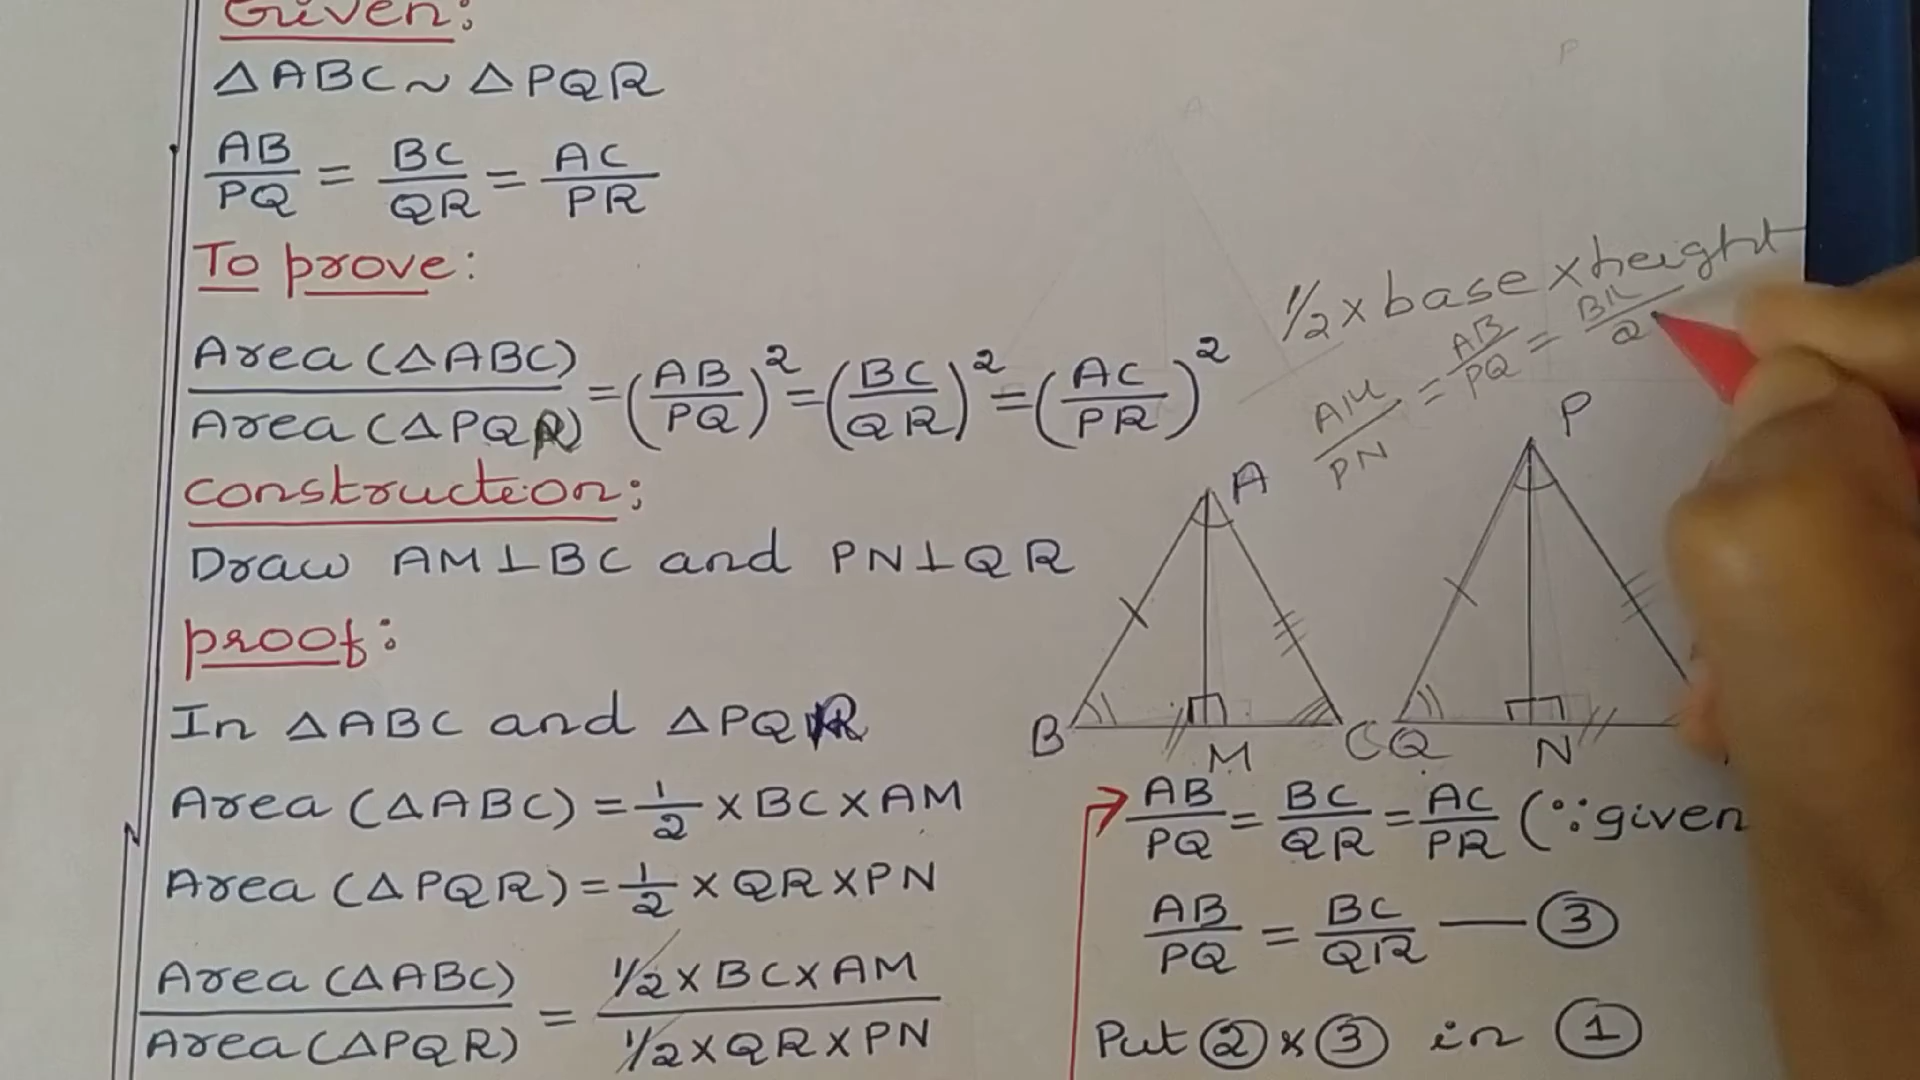 Given:
△ABC ~ △PQR
AB/PQ = BC/QR = AC/PR
To prove:
Area (△ABC)/Area (△PQR) = (AB/PQ)² = (BC/QR)² = (AC/PR)²
construction:
Draw AM⊥BC and PN⊥QR
proof:
In △ABC and △PQR
Area (△ABC) = 1/2 × BC × AM
Area (△PQR) = 1/2 × QR × PN
Area (△ABC)/Area (△PQR) = 1/2 × BC × AM/1/2 × QR × PN
P
A
1/2 × base × height
AM/PN = AB/PQ =
A
P
B M C Q N
AB/PQ = BC/QR = AC/PR (∵ given
AB/PQ = BC/QR — 3
Put 2 × 3 in 1